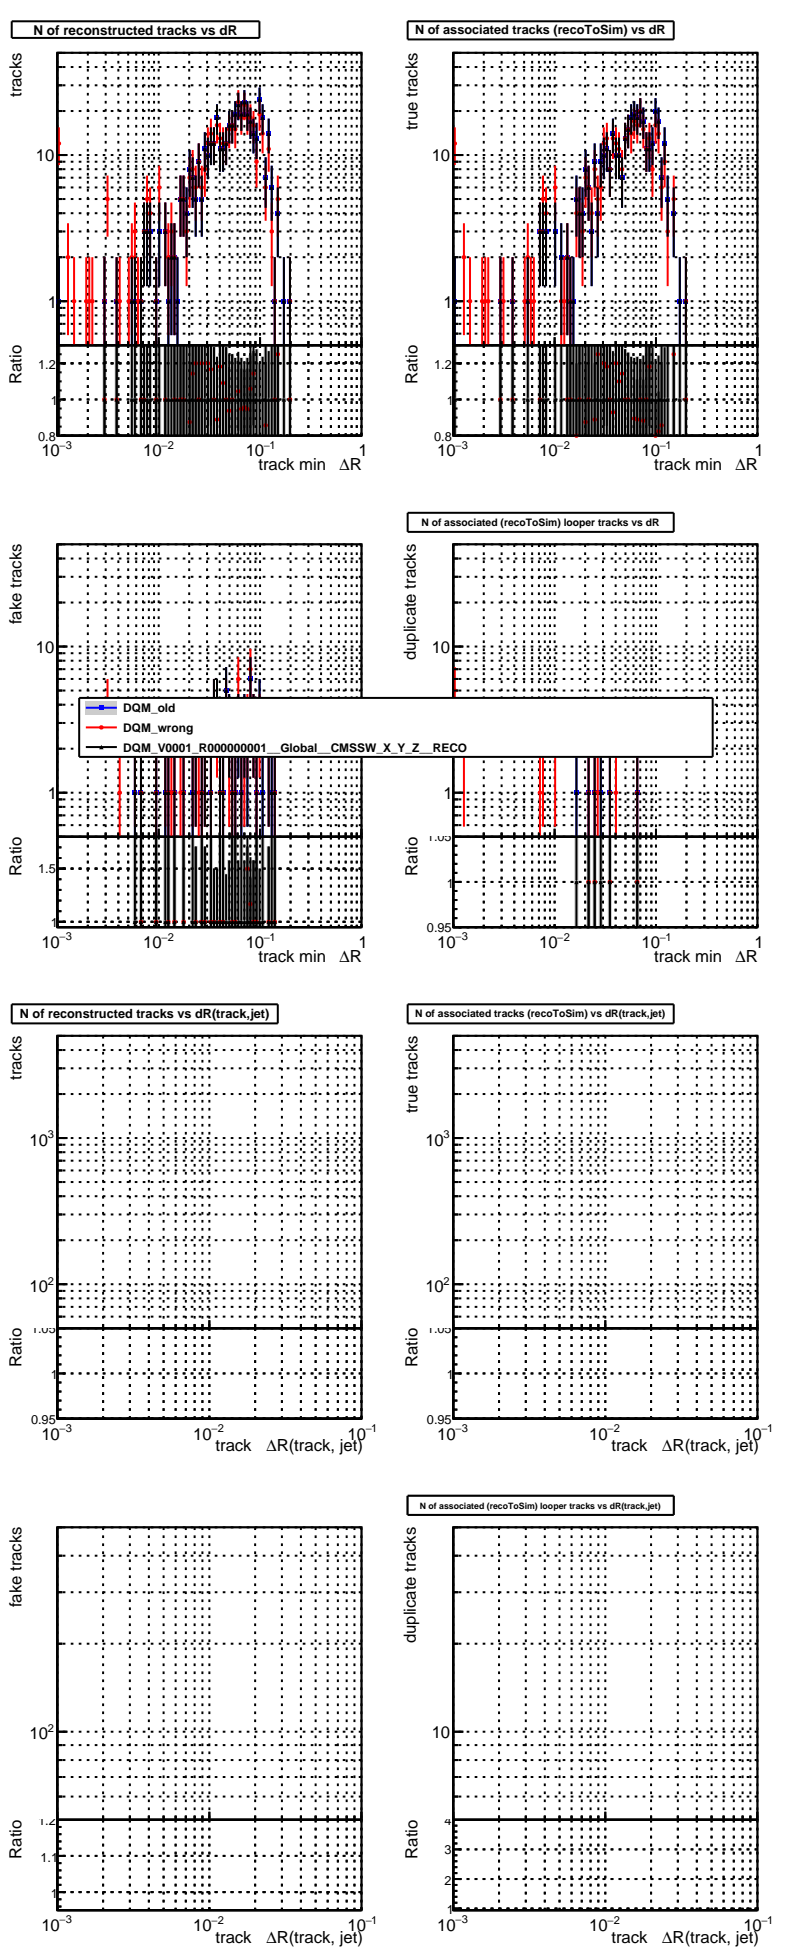 N of reconstructed tracks vs dR
tracks
10
1
Ratio
1.2
1
0.8
10−3 10−2 10−1 1
track min ΔR
N of associated tracks (recoToSim) vs dR
true tracks
10
1
Ratio
1.2
1
0.8
10−3 10−2 10−1 1
track min ΔR
fake tracks
10
1
Ratio
1.5
1
10−3 10−2 10−1 1
track min ΔR
N of associated (recoToSim) looper tracks vs dR
duplicate tracks
10
1
Ratio
1.05
1
0.95
10−3 10−2 10−1 1
track min ΔR
DQM_old
DQM_wrong
DQM_V0001_R000000001__Global__CMSSW_X_Y_Z__RECO
N of reconstructed tracks vs dR(track,jet)
tracks
103
102
Ratio
1.05
1
0.95
10−3 10−2 10−1
track ΔR(track, jet)
N of associated tracks (recoToSim) vs dR(track,jet)
true tracks
103
102
Ratio
1.05
1
0.95
10−3 10−2 10−1
track ΔR(track, jet)
fake tracks
102
Ratio
1.2
1.1
1
10−3 10−2 10−1
track ΔR(track, jet)
N of associated (recoToSim) looper tracks vs dR(track,jet)
duplicate tracks
10
Ratio
4
3
2
1
10−3 10−2 10−1
track ΔR(track, jet)